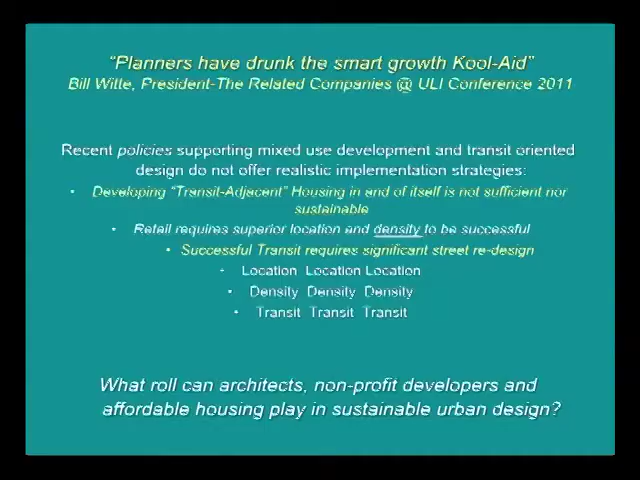 “Planners have drunk the smart growth Kool-Aid”
Bill Witte, President-The Related Companies @ ULI Conference 2011
Recent policies supporting mixed use development and transit oriented
design do not offer realistic implementation strategies:
• Developing “Transit-Adjacent” Housing in and of itself is not sufficient nor
sustainable
• Retail requires superior location and density to be successful
• Successful Transit requires significant street re-design
• Location Location Location
• Density Density Density
• Transit Transit Transit
What roll can architects, non-profit developers and
affordable housing play in sustainable urban design?